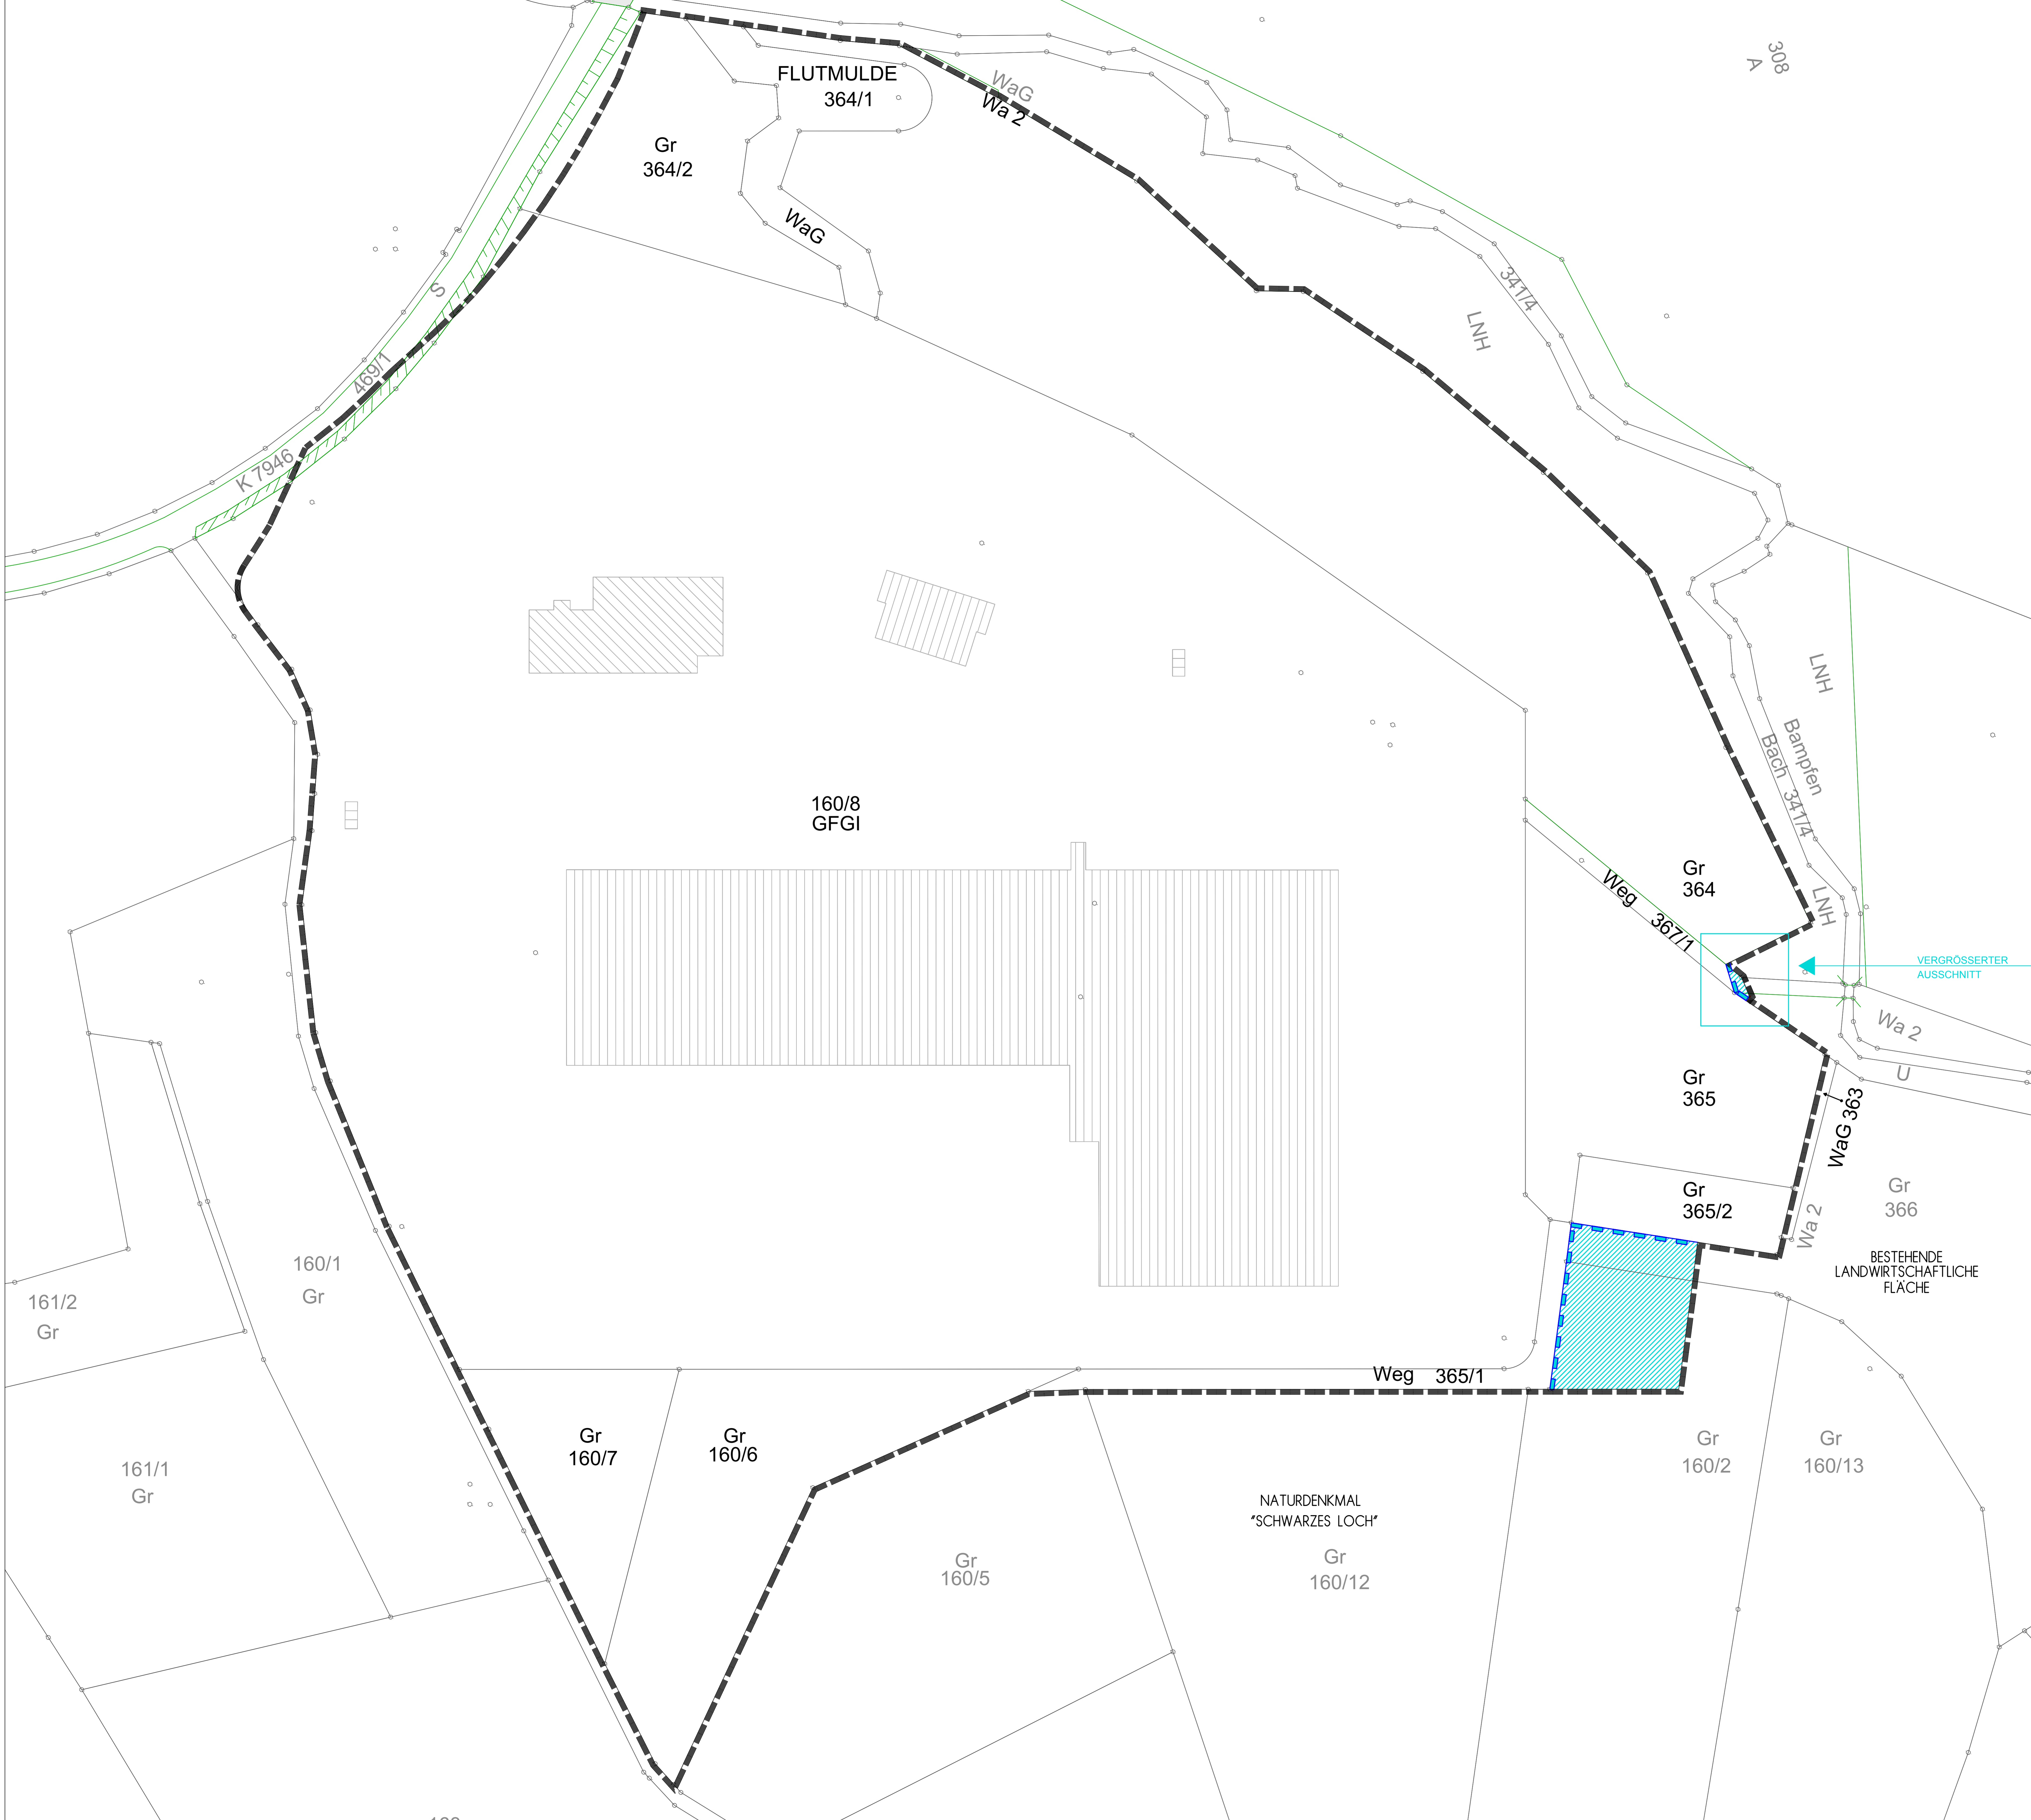 308
A
FLUTMULDE
364/1
WaG
Wa 2
Gr
364/2
WaG
341/4
LNH
S
469/1
K 7946
LNH
Bampfen
Bach 341/4
160/8
GFGI
Gr
364
Weg 367/1
LNH
VERGRÖSSERTER
AUSSCHNITT
Wa 2
U
Gr
365
WaG 363
Gr
365/2
Wa 2
Gr
366
BESTEHENDE
LANDWIRTSCHAFTLICHE
FLÄCHE
160/1
Gr
161/2
Gr
Weg 365/1
Gr
160/7
Gr
160/6
Gr
160/2
Gr
160/13
161/1
Gr
NATURDENKMAL
"SCHWARZES LOCH"
Gr
160/5
Gr
160/12